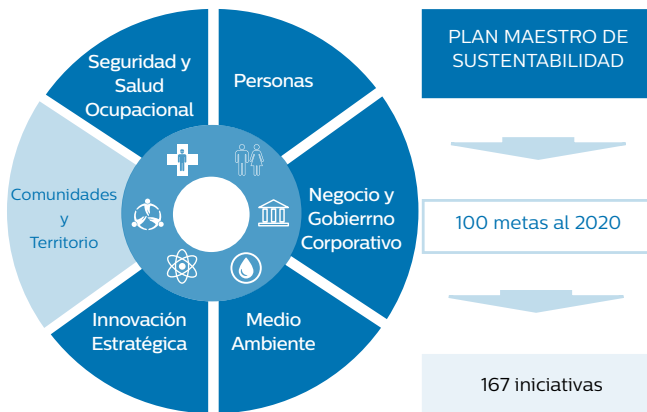 Seguridad y
Salud
Ocupacional
Personas
Comunidades
y
Territorio
Negocio y
Gobierrno
Corporativo
Innovación
Estratégica
Medio
Ambiente
PLAN MAESTRO DE
SUSTENTABILIDAD
100 metas al 2020
167 iniciativas